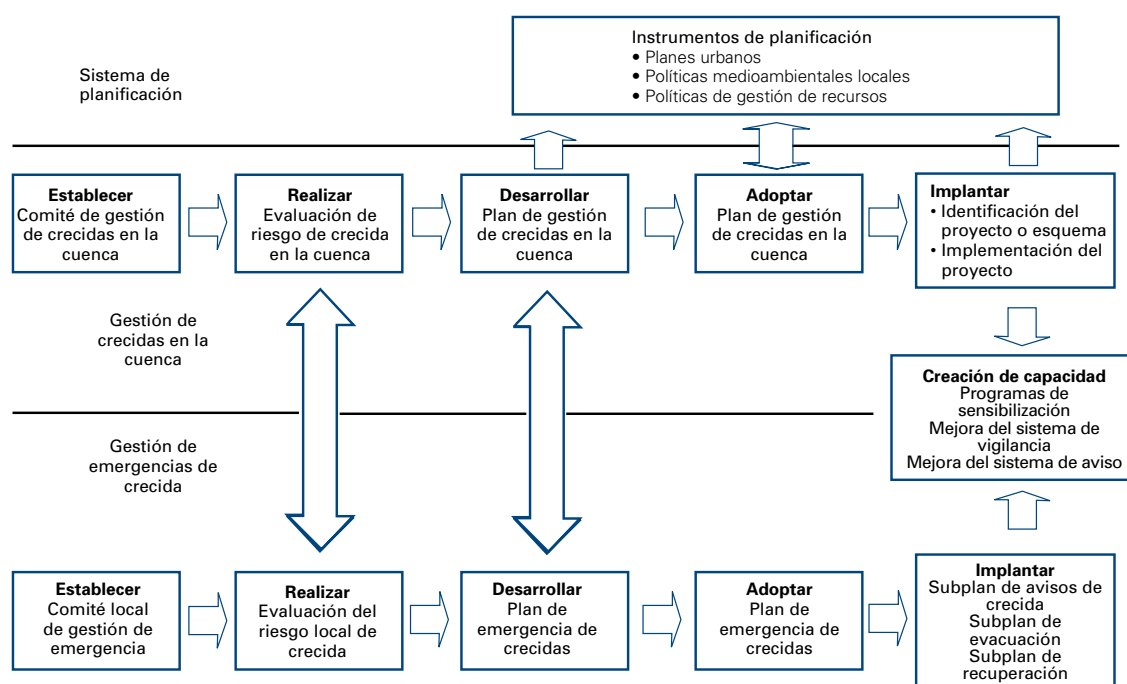 Instrumentos de planificación
• Planes urbanos
• Políticas medioambientales locales
• Políticas de gestión de recursos
Sistema de
planificación
Establecer
Comité de gestión
de crecidas en la
cuenca
Realizar
Evaluación de
riesgo de crecida
en la cuenca
Desarrollar
Plan de gestión
de crecidas en la
cuenca
Adoptar
Plan de gestión
de crecidas en la
cuenca
Implantar
• Identificación del
proyecto o esquema
• Implementación del
proyecto
Gestión de
crecidas en la
cuenca
Creación de capacidad
Programas de
sensibilización
Mejora del sistema de
vigilancia
Mejora del sistema de aviso
Gestión de
emergencias de
crecida
Establecer
Comité local
de gestión de
emergencia
Realizar
Evaluación del
riesgo local de
crecida
Desarrollar
Plan de
emergencia de
crecidas
Adoptar
Plan de
emergencia de
crecidas
Implantar
Subplan de avisos de
crecida
Subplan de
evacuación
Subplan de
recuperación